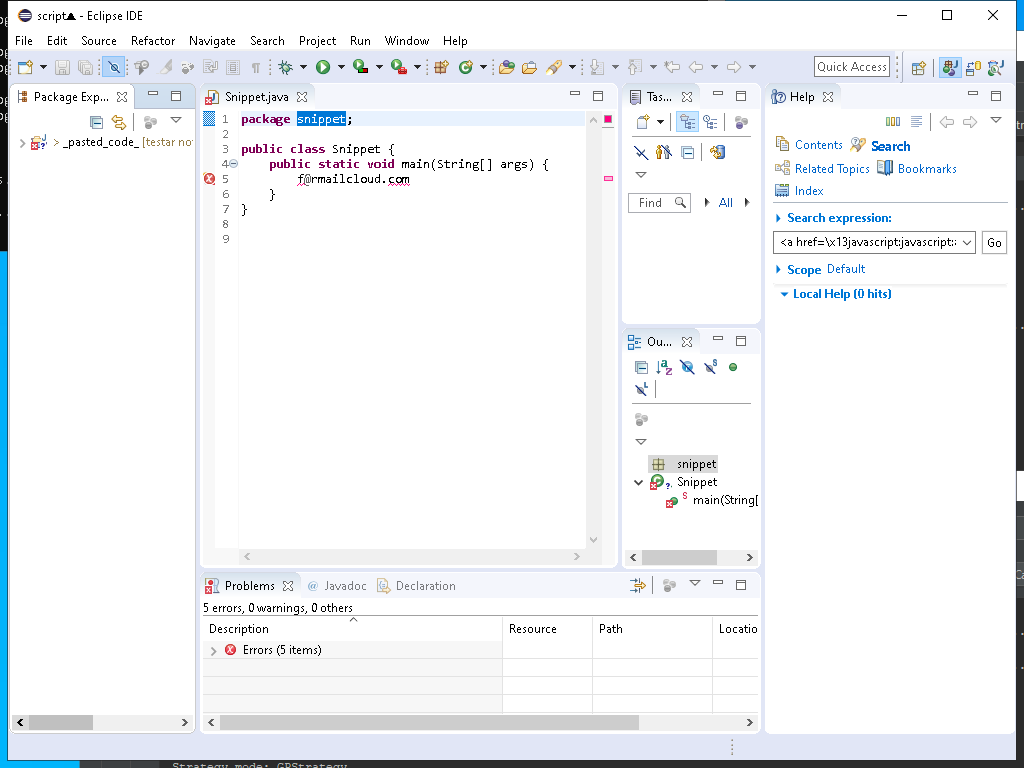 script▲ - Eclipse IDE
File Edit Source Refactor Navigate Search Project Run Window Help
Quick Access
Package Exp...
> _pasted_code_ [testar no
Snippet.java
1 package snippet;
2
3 public class Snippet {
4 public static void main(String[] args) {
5 f@rmailcloud.com
6 }
7 }
8
9
Tas...
Find All
Ou...
snippet
Snippet
main(String[
Help
Contents Search
Related Topics Bookmarks
Index
Search expression:
<a href=\x13javascript:javascript: Go
Scope Default
Local Help (0 hits)
Problems @ Javadoc Declaration
5 errors, 0 warnings, 0 others
Description Resource Path Locatio
Errors (5 items)
Strategy mode: GPStrategy